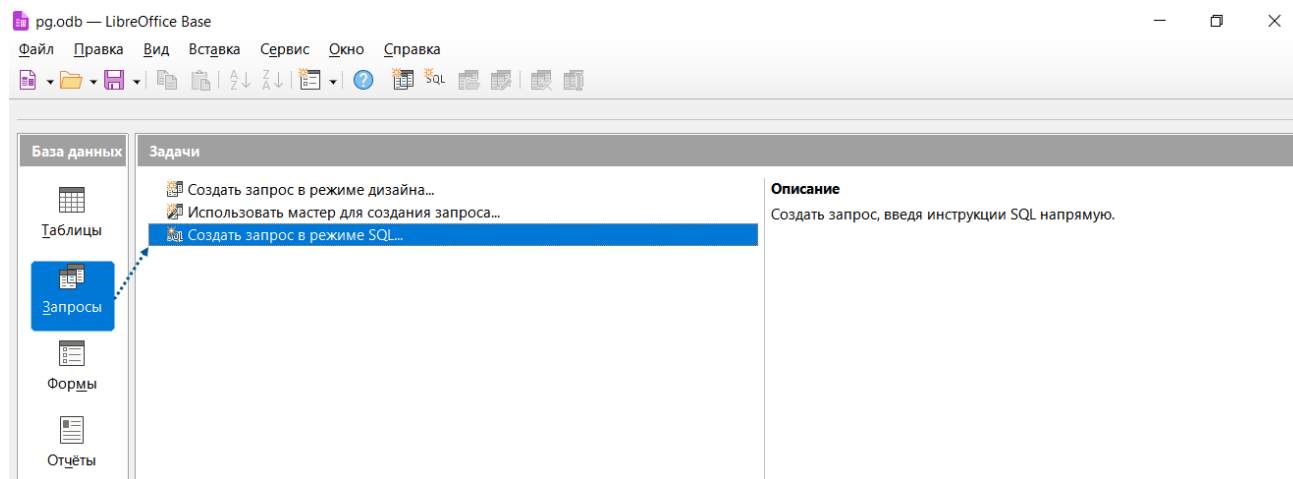 pg.odb — LibreOffice Base
Файл Правка Вид Вставка Сервис Окно Справка
SQL
База данных
Задачи
Таблицы
Запросы
Формы
Отчёты
Создать запрос в режиме дизайна...
Использовать мастер для создания запроса...
Создать запрос в режиме SQL...
Описание
Создать запрос, введя инструкции SQL напрямую.